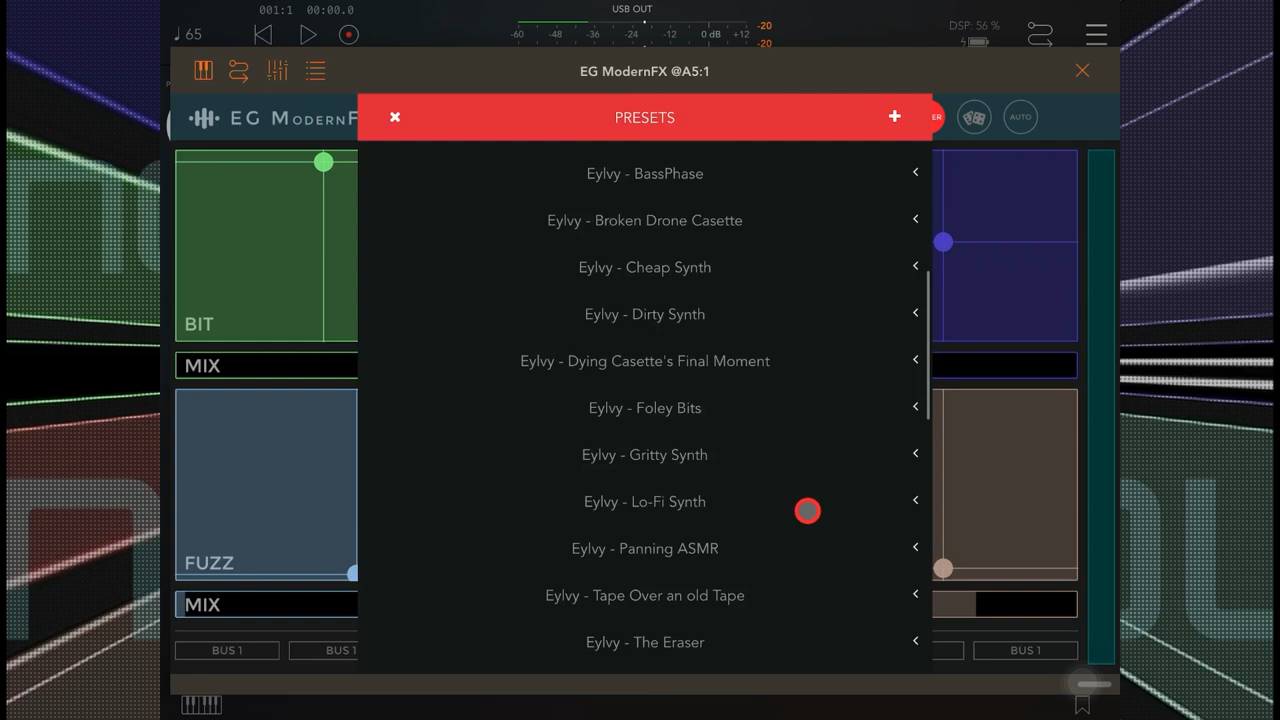 001:1 00:00.0
USB OUT
♩65
-60 -48 -36 -24 -12 0 dB +12
-20
-20
DSP: 56 %
EG ModernFX @A5:1
EG MODERNF
PRESETS
ER
AUTO
Eylvy - BassPhase
Eylvy - Broken Drone Casette
Eylvy - Cheap Synth
Eylvy - Dirty Synth
Eylvy - Dying Casette's Final Moment
Eylvy - Foley Bits
Eylvy - Gritty Synth
Eylvy - Lo-Fi Synth
Eylvy - Panning ASMR
Eylvy - Tape Over an old Tape
Eylvy - The Eraser
BIT
MIX
FUZZ
MIX
BUS 1
BUS 1
BUS 1